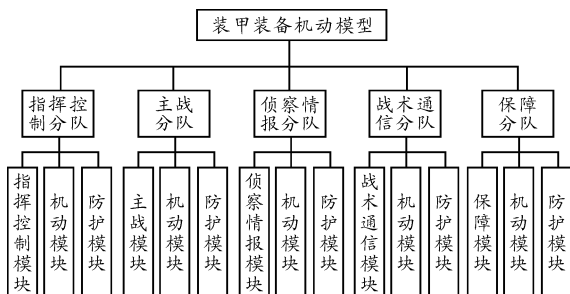 装甲装备机动模型
指挥控
制分队
主战
分队
侦察情
报分队
战术通
信分队
保障
分队
指挥控制模块
机动模块
防护模块
主战模块
机动模块
防护模块
侦察情报模块
机动模块
防护模块
战术通信模块
机动模块
防护模块
保障模块
机动模块
防护模块